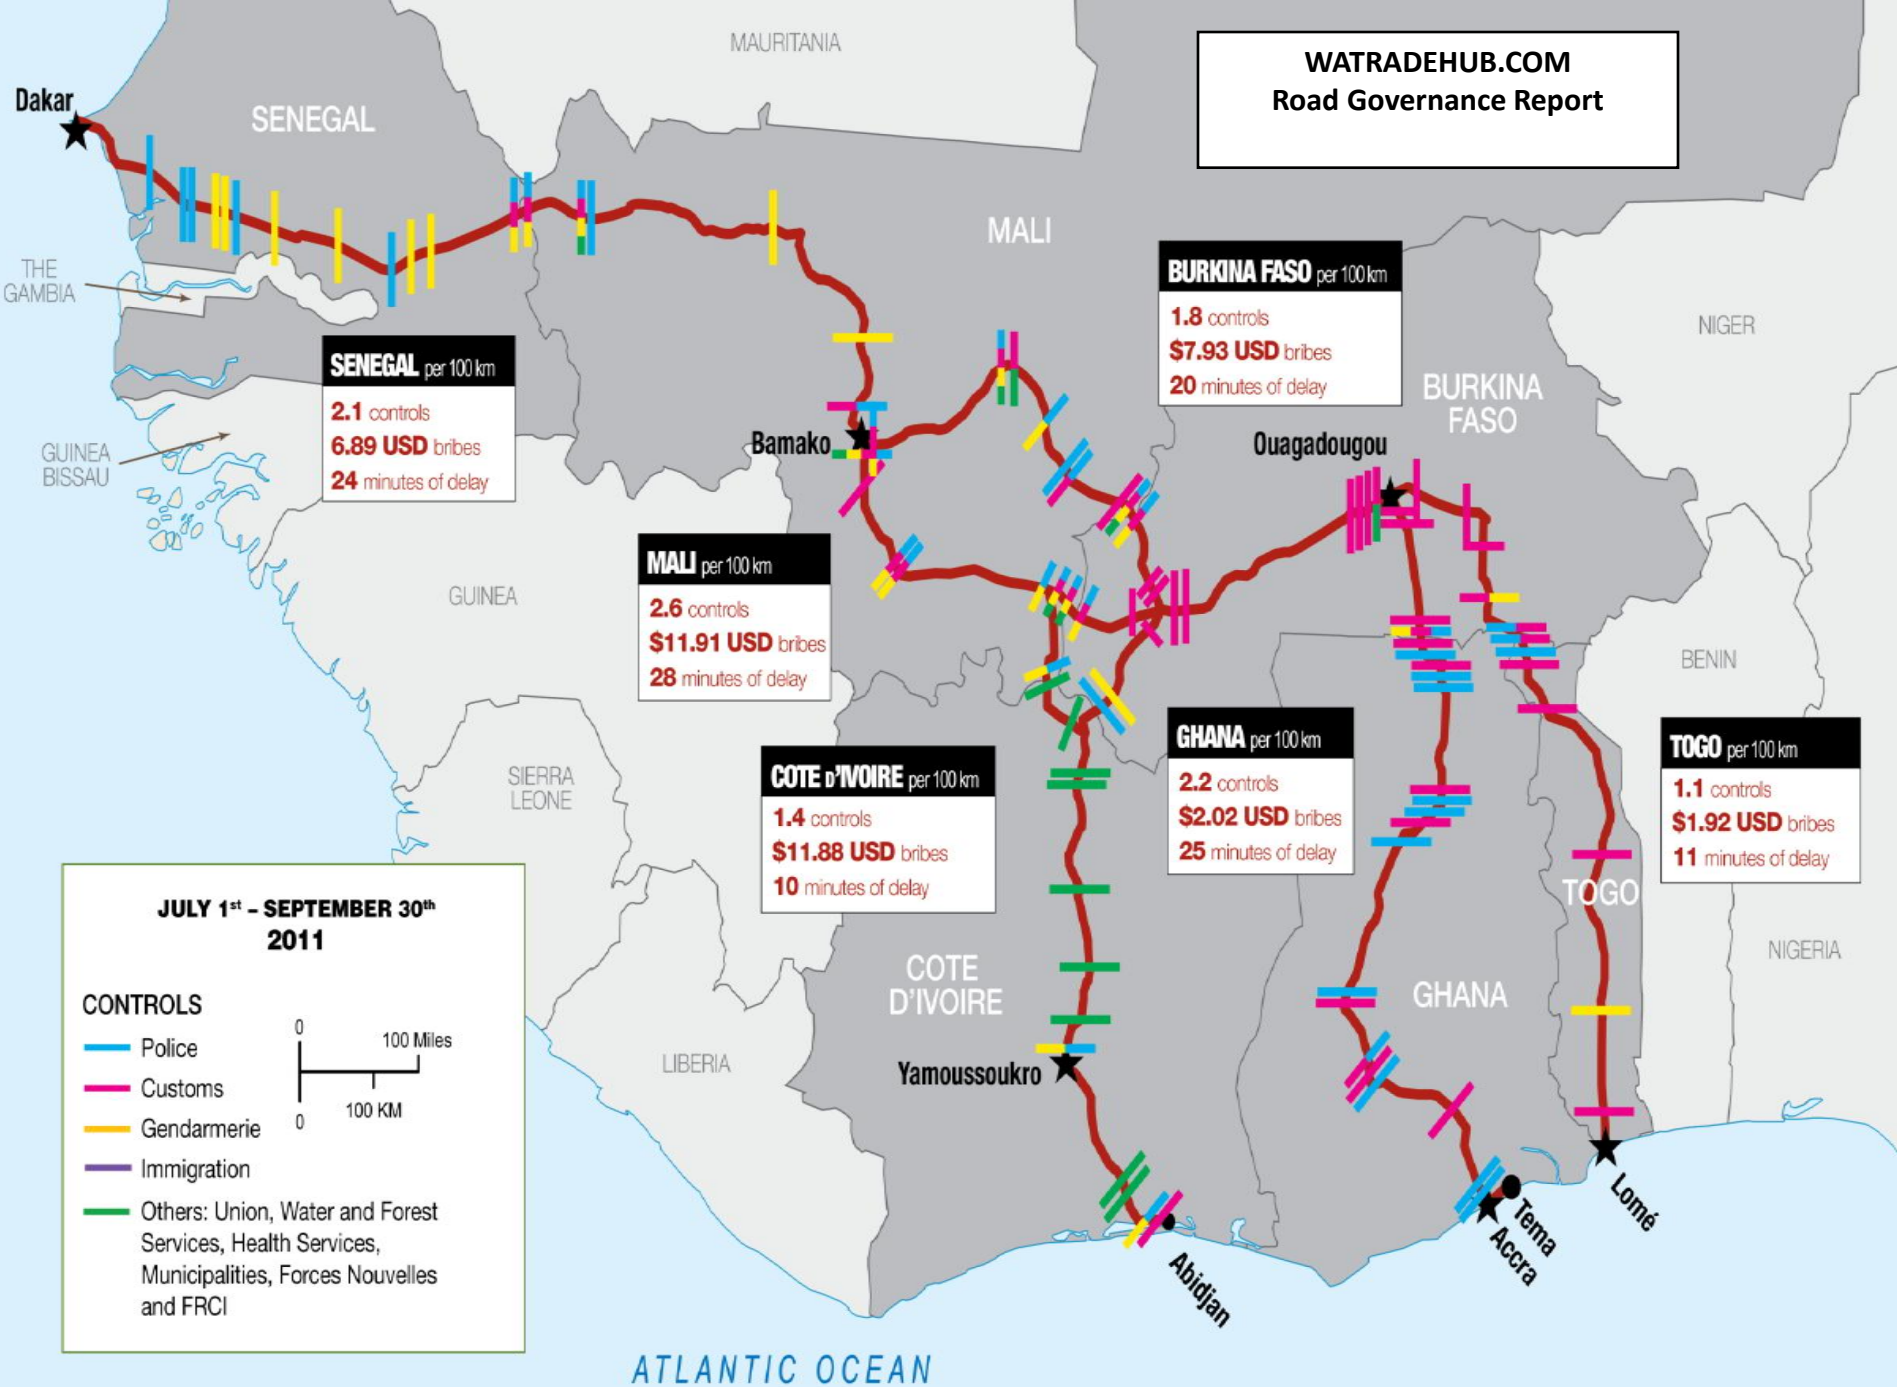 WATRADEHUB.COM
Road Governance Report
MAURITANIA
Dakar
SENEGAL
MALI
THE
GAMBIA
NIGER
BURKINA FASO per 100 km
1.8 controls
$7.93 USD bribes
20 minutes of delay
SENEGAL per 100 km
2.1 controls
6.89 USD bribes
24 minutes of delay
BURKINA
FASO
GUINEA
BISSAU
Bamako
Ouagadougou
MALI per 100 km
2.6 controls
$11.91 USD bribes
28 minutes of delay
GUINEA
BENIN
SIERRA
LEONE
COTE D'IVOIRE per 100 km
1.4 controls
$11.88 USD bribes
10 minutes of delay
GHANA per 100 km
2.2 controls
$2.02 USD bribes
25 minutes of delay
TOGO per 100 km
1.1 controls
$1.92 USD bribes
11 minutes of delay
TOGO
NIGERIA
COTE
D'IVOIRE
GHANA
LIBERIA
Yamoussoukro
JULY 1st – SEPTEMBER 30th
2011
CONTROLS
Police
Customs
Gendarmerie
Immigration
Others: Union, Water and Forest
Services, Health Services,
Municipalities, Forces Nouvelles
and FRCI
0
100 Miles
100 KM
0
Lomé
Tema
Accra
Abidjan
ATLANTIC OCEAN